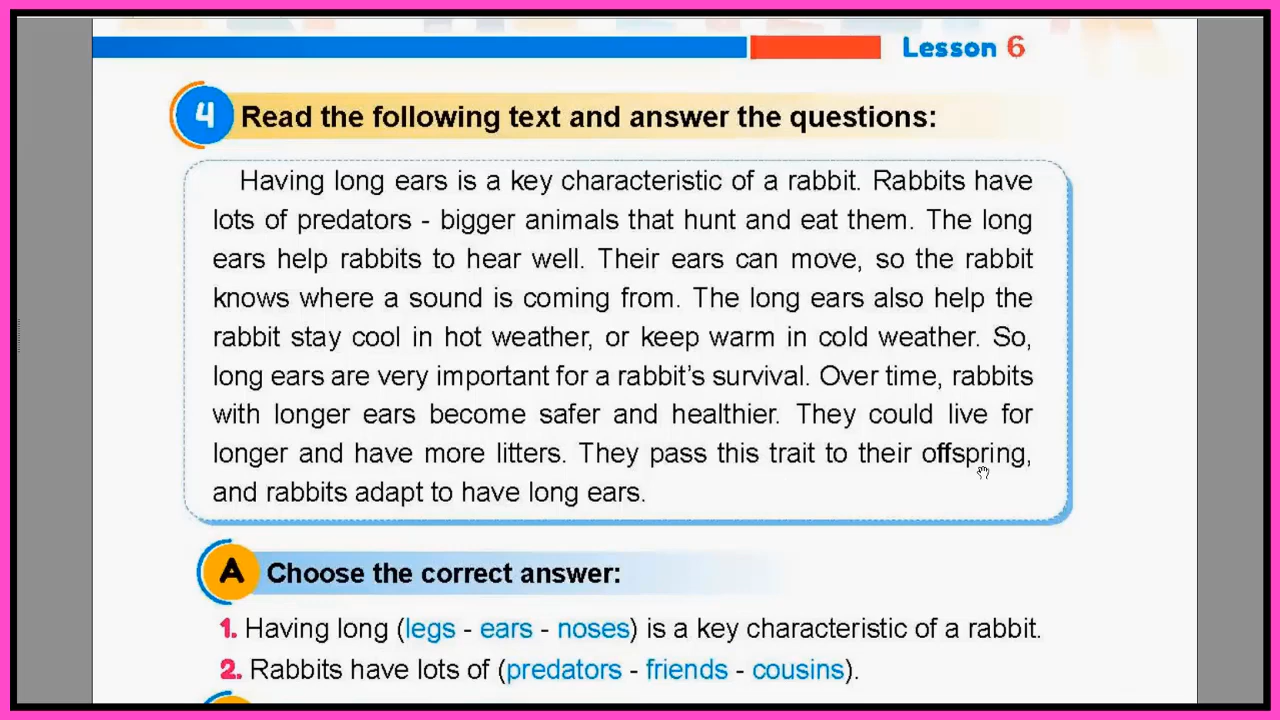 Lesson 6
4 Read the following text and answer the questions:
Having long ears is a key characteristic of a rabbit. Rabbits have
lots of predators - bigger animals that hunt and eat them. The long
ears help rabbits to hear well. Their ears can move, so the rabbit
knows where a sound is coming from. The long ears also help the
rabbit stay cool in hot weather, or keep warm in cold weather. So,
long ears are very important for a rabbit's survival. Over time, rabbits
with longer ears become safer and healthier. They could live for
longer and have more litters. They pass this trait to their offspring,
and rabbits adapt to have long ears.
A Choose the correct answer:
1. Having long (legs - ears - noses) is a key characteristic of a rabbit.
2. Rabbits have lots of (predators - friends - cousins).